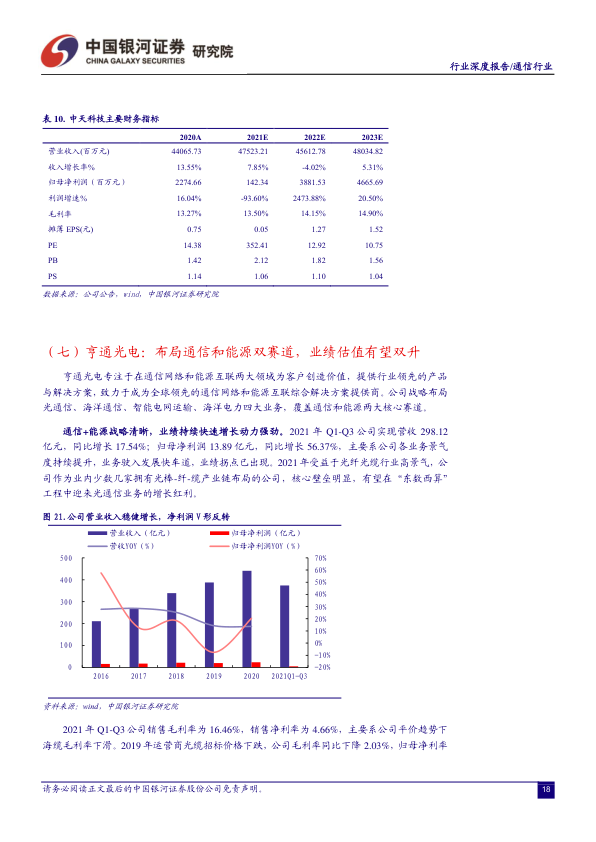 中国银河证券 研究院
CHINA GALAXY SECURITIES
行业深度报告/通信行业
表 10. 中天科技主要财务指标
2020A 2021E 2022E 2023E
营业收入(百万元) 44065.73 47523.21 45612.78 48034.82
收入增长率% 13.55% 7.85% -4.02% 5.31%
归母净利润（百万元） 2274.66 142.34 3881.53 4665.69
利润增速% 16.04% -93.60% 2473.88% 20.50%
毛利率 13.27% 13.50% 14.15% 14.90%
摊薄 EPS(元) 0.75 0.05 1.27 1.52
PE 14.38 352.41 12.92 10.75
PB 1.42 2.12 1.82 1.56
PS 1.14 1.06 1.10 1.04
数据来源：公司公告，wind，中国银河证券研究院
（七）亨通光电：布局通信和能源双赛道，业绩估值有望双升
亨通光电专注于在通信网络和能源互联两大领域为客户创造价值，提供行业领先的产品
与解决方案，致力于成为全球领先的通信网络和能源互联综合解决方案提供商。公司战略布局
光通信、海洋通信、智能电网运输、海洋电力四大业务，覆盖通信和能源两大核心赛道。
通信+能源战略清晰，业绩持续快速增长动力强劲。2021 年 Q1-Q3 公司实现营收 298.12
亿元，同比增长 17.54%；归母净利润 13.89 亿元，同比增长 56.37%，主要系公司各业务景气
度持续提升，业务驶入发展快车道，业绩拐点已出现。2021 年受益于光纤光缆行业高景气，公
司作为业内少数几家拥有光棒-纤-缆产业链布局的公司，核心壁垒明显，有望在“东数西算”
工程中迎来光通信业务的增长红利。
图 21.公司营业收入稳健增长，净利润 V 形反转
营业收入（亿元） 归母净利润（亿元）
营收YOY（%） 归母净利润YOY（%）
500 70%
60%
400 50%
40%
300 30%
20%
200 10%
0%
100 -10%
0 -20%
2016 2017 2018 2019 2020 2021Q1-Q3
资料来源：wind，中国银河证券研究院
2021 年 Q1-Q3 公司销售毛利率为 16.46%，销售净利率为 4.66%，主要系公司平价趋势下
海缆毛利率下滑。2019 年运营商光缆招标价格下跌，公司毛利率同比下降 2.03%，归母净利率
请务必阅读正文最后的中国银河证券股份公司免责声明。
18